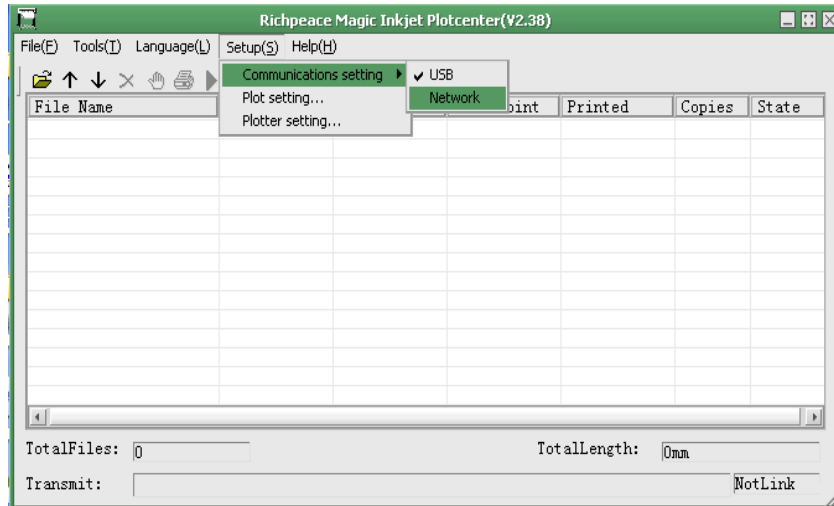 Richpeace Magic Inkjet Plotcenter(V2.38)
File(F) Tools(T) Language(L) Setup(S) Help(H)
Communications setting
USB
Plot setting...
Network
Plotter setting...
File Name Printed Copies State
TotalFiles: 0 TotalLength: 0mm
Transmit: NotLink